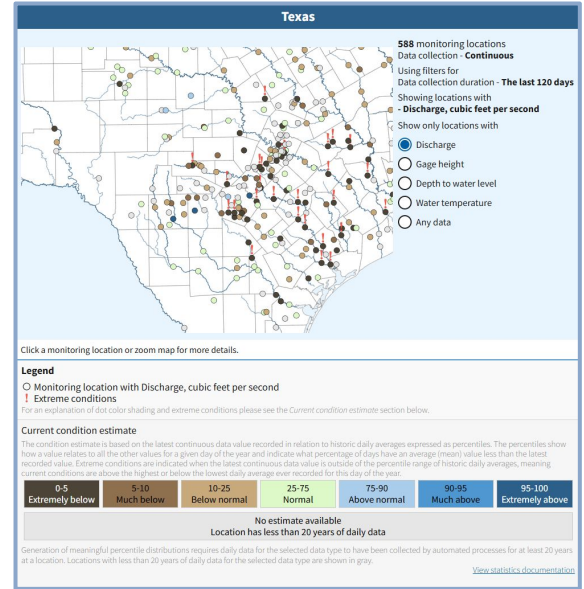 Texas
588 monitoring locations
Data collection - Continuous
Using filters for
Data collection duration - The last 120 days
Showing locations with
- Discharge, cubic feet per second
Show only locations with
Discharge
Gage height
Depth to water level
Water temperature
Any data
Click a monitoring location or zoom map for more details.
Legend
Monitoring location with Discharge, cubic feet per second
! Extreme conditions
For an explanation of dot color shading and extreme conditions please see the Current condition estimate section below.
Current condition estimate
The condition estimate is based on the latest continuous data value recorded in relation to historic daily averages expressed as percentiles. The percentiles show
how a value relates to all the other values for a given day of the year and indicate what percentage of days have an average (mean) value less than the latest
recorded value. Extreme conditions are indicated when the latest continuous data value is outside of the percentile range of historic daily averages, meaning
current conditions are above the highest or below the lowest daily average ever recorded for this day of the year.
0-5 5-10 10-25 25-75 75-90 90-95 95-100
Extremely below Much below Below normal Normal Above normal Much above Extremely above
No estimate available
Location has less than 20 years of daily data
Generation of meaningful percentile distributions requires daily data for the selected data type to have been collected by automated processes for at least 20 years
at a location. Locations with less than 20 years of daily data for the selected data type are shown in gray.
View statistics documentation